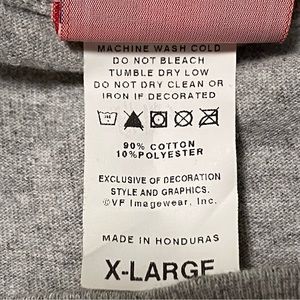 MACHINE WASH COLD
DO NOT BLEACH
TUMBLE DRY LOW
DO NOT DRY CLEAN OR
IRON IF DECORATED
90% COTTON
10% POLYESTER
EXCLUSIVE OF DECORATION
STYLE AND GRAPHICS.
©VF Imagewear, Inc.
MADE IN HONDURAS
X-LARGE